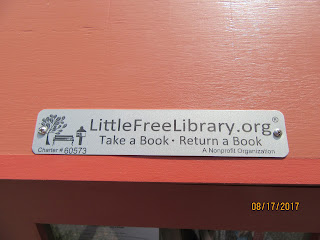 LittleFreeLibrary.org®
Take a Book • Return a Book
A Nonprofit Organization
Charter # 60573
08/17/2017